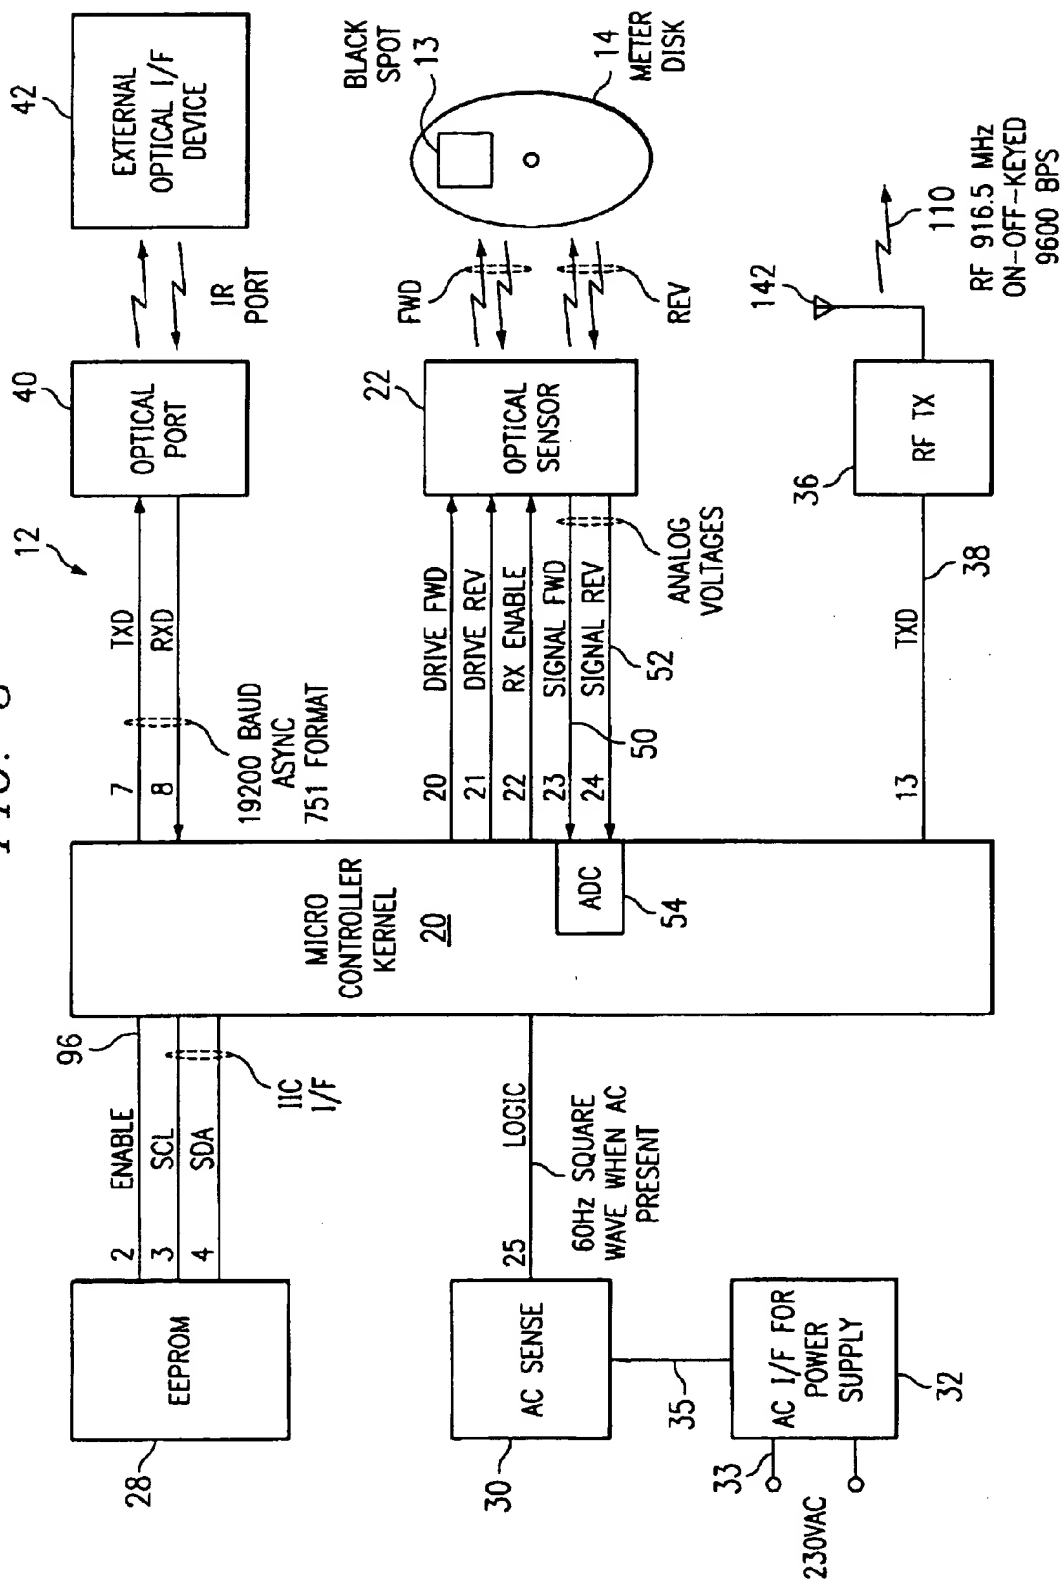 28
EEPROM
2 ENABLE
3 SCL
4 SDA
96
IIC
I/F
MICRO
CONTROLLER
KERNEL
20
7 TXD
8 RXD
19200 BAUD
ASYNC
751 FORMAT
12
40
OPTICAL
PORT
IR
PORT
42
EXTERNAL
OPTICAL I/F
DEVICE
30
AC SENSE
25 LOGIC
60Hz SQUARE
WAVE WHEN AC
PRESENT
ADC
54
20 DRIVE FWD
21 DRIVE REV
22 RX ENABLE
23 SIGNAL FWD
24 SIGNAL REV
50
52
ANALOG
VOLTAGES
22
OPTICAL
SENSOR
FWD
REV
BLACK
SPOT
13
14
METER
DISK
35
230VAC
33
AC I/F FOR
POWER
SUPPLY
32
13 TXD
38
36
RF TX
142
110
RF 916.5 MHz
ON-OFF-KEYED
9600 BPS